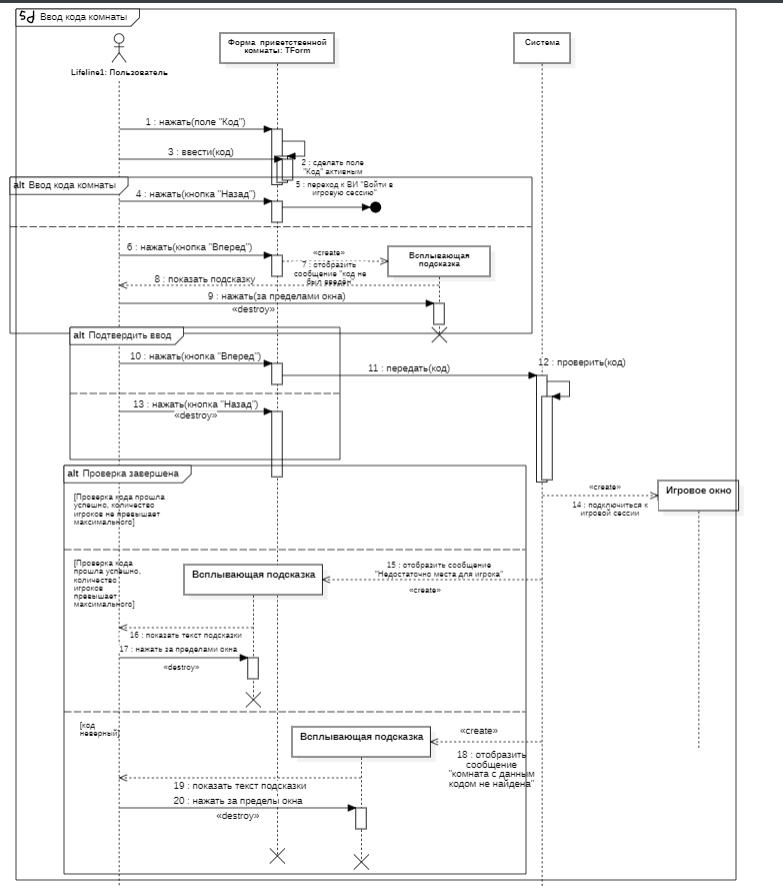 sd Ввод кода комнаты
Lifeline1: Пользователь
Форма приветственной
комнаты: TForm
Система
1 : нажать(поле "Код")
3 : ввести(код)
2 : сделать поле
"Код" активным
alt Ввод кода комнаты
4 : нажать(кнопка "Назад")
5 : переход к ВИ "Войти в
игровую сессию"
6 : нажать(кнопка "Вперед")
«create»
7 : отобразить
сообщение "код не
был введен"
Всплывающая
подсказка
8 : показать подсказку
9 : нажать(за пределами окна)
«destroy»
alt Подтвердить ввод
10 : нажать(кнопка "Вперед")
11 : передать(код)
12 : проверить(код)
13 : нажать(кнопка "Назад")
«destroy»
alt Проверка завершена
[Проверка кода прошла
успешно, количество
игроков не превышает
максимального]
«create»
14 : подключиться к
игровой сессии
Игровое окно
[Проверка кода
прошла успешно,
количество
игроков
превышает
максимального]
Всплывающая подсказка
15 : отобразить сообщение
"Недостаточно места для игрока"
«create»
16 : показать текст подсказки
17 : нажать за пределами окна
«destroy»
[код
неверный]
Всплывающая подсказка
«create»
18 : отобразить
сообщение
"комната с данным
кодом не найдена"
19 : показать текст подсказки
20 : нажать за пределы окна
«destroy»